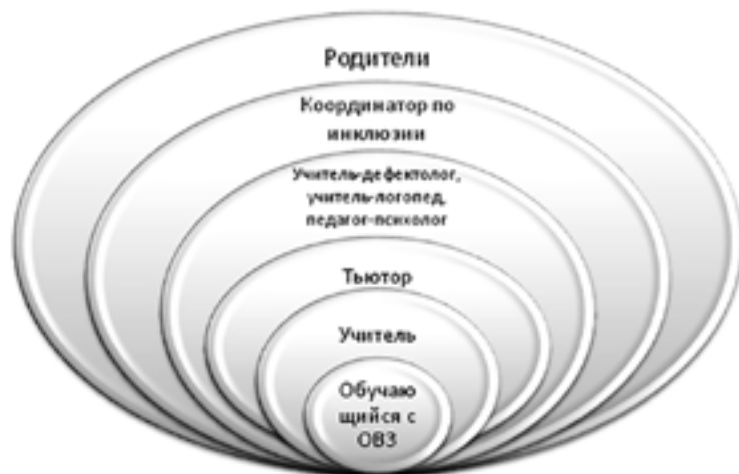 Родители
Координатор по
инклюзии
Учитель-дефектолог,
учитель-логопед,
педагог-психолог
Тьютор
Учитель
Обучаю
щийся с
ОВЗ